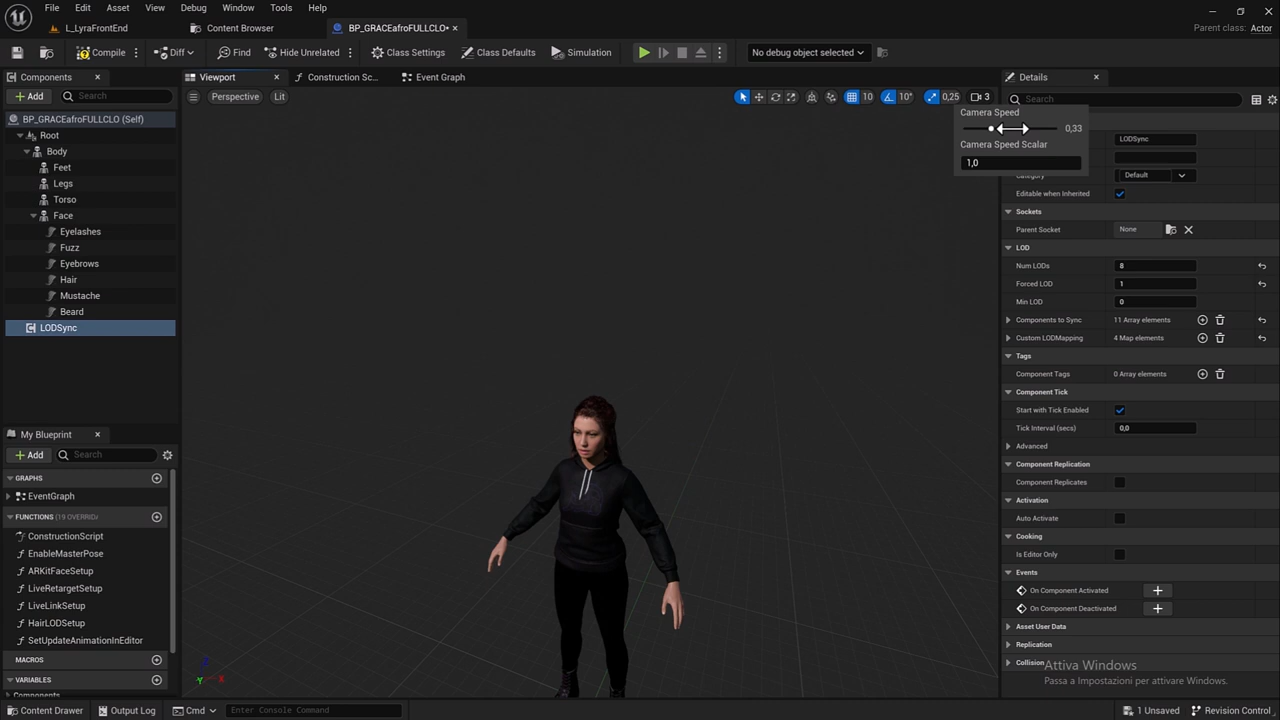 File Edit Asset View Debug Window Tools Help
L_LyraFrontEnd
Content Browser
BP_GRACEafroFULLCLO*
Parent class: Actor
Compile
Diff
Find
Hide Unrelated
Class Settings
Class Defaults
Simulation
No debug object selected
Components
Add
Search
BP_GRACEafroFULLCLO (Self)
Root
Body
Feet
Legs
Torso
Face
Eyelashes
Fuzz
Eyebrows
Hair
Mustache
Beard
LODSync
My Blueprint
Add
Search
GRAPHS
EventGraph
FUNCTIONS (19 OVERRIDA
ConstructionScript
EnableMasterPose
ARKitFaceSetup
LiveRetargetSetup
LiveLinkSetup
HairLODSetup
SetUpdateAnimationInEditor
MACROS
VARIABLES
Components
Viewport
Construction Sc...
Event Graph
Perspective
Lit
10
10°
0,25
3
Camera Speed
0,33
Camera Speed Scalar
1,0
Details
Search
LODSync
Category Default
Editable when Inherited
Sockets
Parent Socket None
LOD
Num LODs 8
Forced LOD 1
Min LOD 0
Components to Sync 11 Array elements
Custom LODMapping 4 Map elements
Tags
Component Tags 0 Array elements
Component Tick
Start with Tick Enabled
Tick Interval (secs) 0,0
Advanced
Component Replication
Component Replicates
Activation
Auto Activate
Cooking
Is Editor Only
Events
On Component Activated
On Component Deactivated
Asset User Data
Replication
Collision
Attiva Windows
Passa a Impostazioni per attivare Windows.
Content Drawer
Output Log
Cmd
Enter Console Command
1 Unsaved
Revision Control